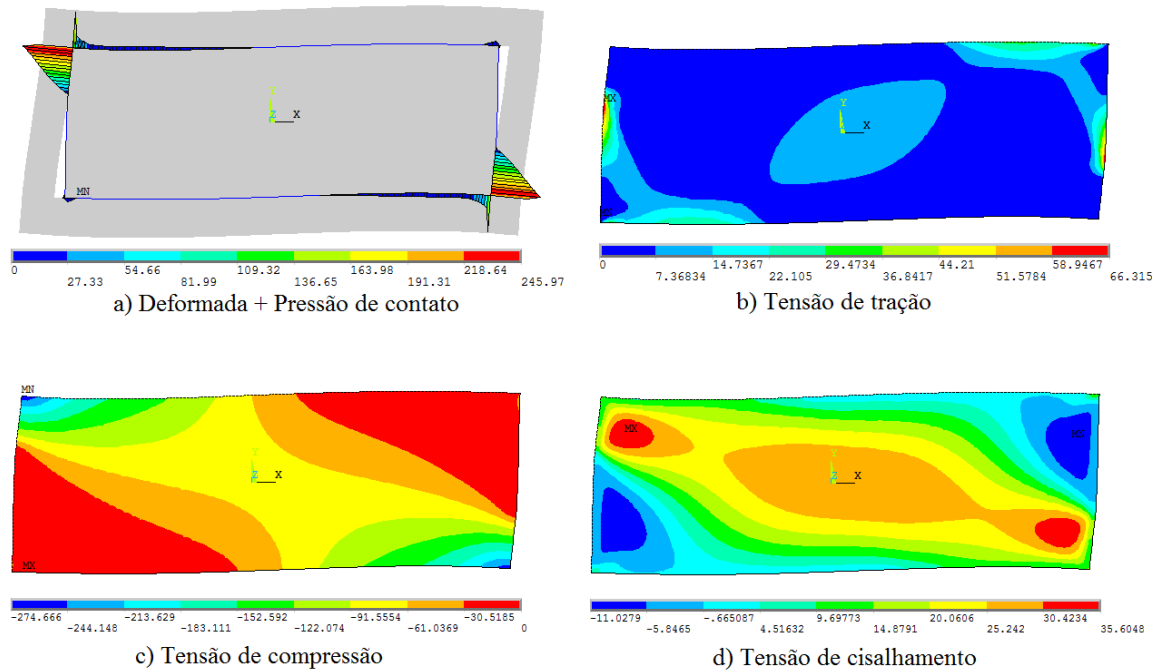 Y
Z X
MN
0 54.66 109.32 163.98 218.64
27.33 81.99 136.65 191.31 245.97
a) Deformada + Pressão de contato
MX
Y
X
0 14.7367 29.4734 44.21 58.9467
7.36834 22.105 36.8417 51.5784 66.315
b) Tensão de tração
MN
Y
Z X
MX
-274.666 -213.629 -152.592 -91.5554 -30.5185
-244.148 -183.111 -122.074 -61.0369 0
c) Tensão de compressão
MX
MN
Y
Z X
-11.0279 -.665087 9.69773 20.0606 30.4234
-5.8465 4.51632 14.8791 25.242 35.6048
d) Tensão de cisalhamento